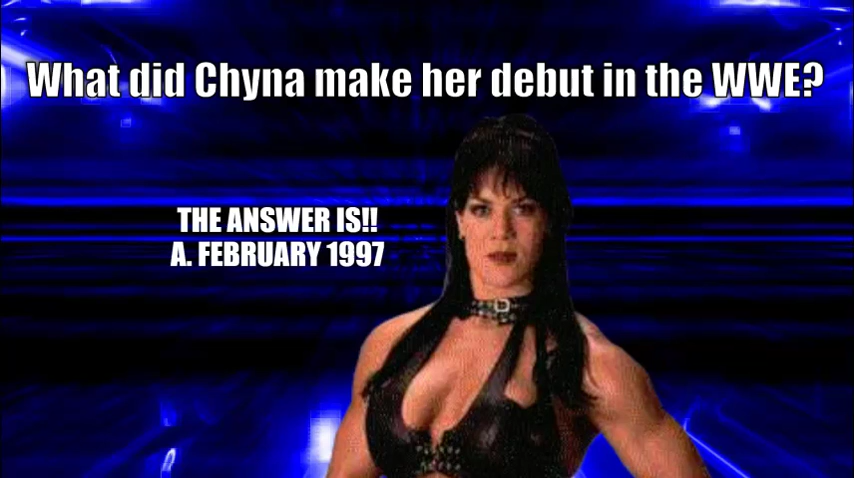 What did Chyna make her debut in the WWE?
THE ANSWER IS!!
A. FEBRUARY 1997